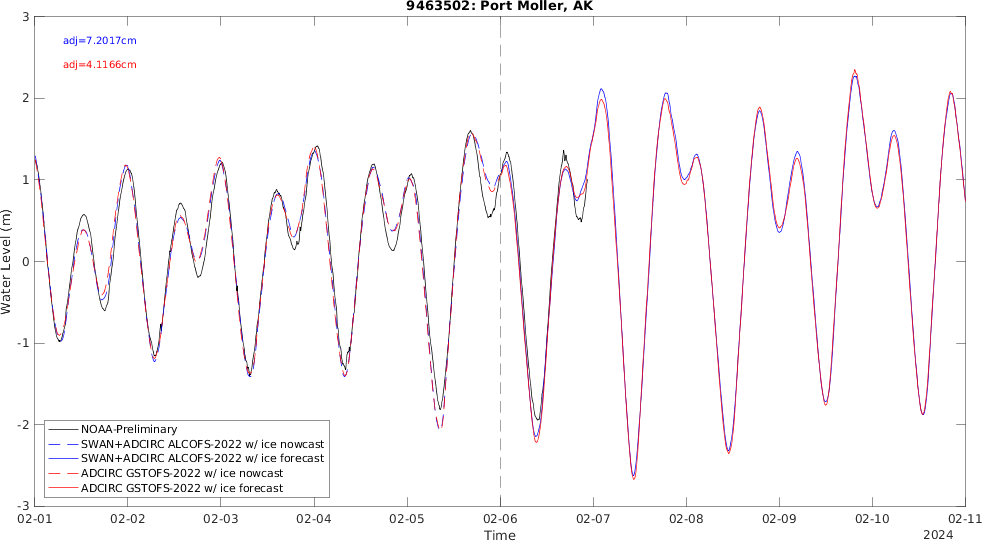 9463502: Port Moller, AK
adj=7.2017cm
adj=4.1166cm
Water Level (m)
3
2
1
0
-1
-2
-3
NOAA-Preliminary
SWAN+ADCIRC ALCOFS-2022 w/ ice nowcast
SWAN+ADCIRC ALCOFS-2022 w/ ice forecast
ADCIRC GSTOFS-2022 w/ ice nowcast
ADCIRC GSTOFS-2022 w/ ice forecast
02-01 02-02 02-03 02-04 02-05 02-06 02-07 02-08 02-09 02-10 02-11
Time
2024